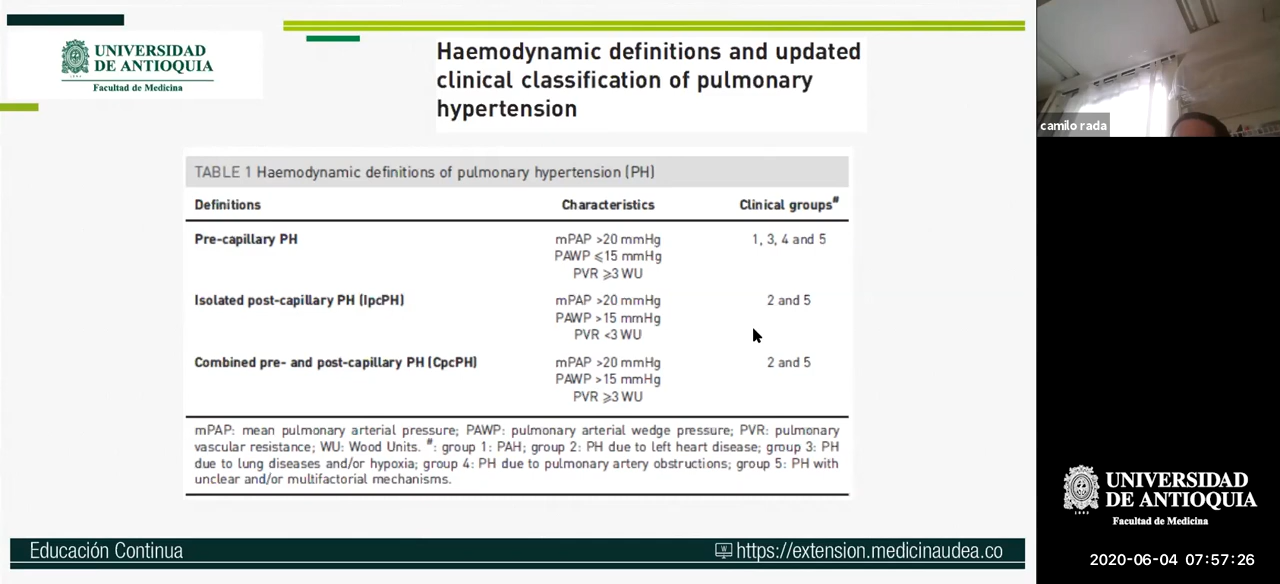 UNIVERSIDAD
DE ANTIOQUIA
1803
Facultad de Medicina
Haemodynamic definitions and updated
clinical classification of pulmonary
hypertension
TABLE 1 Haemodynamic definitions of pulmonary hypertension (PH)
Definitions Characteristics Clinical groups#
Pre-capillary PH mPAP >20 mmHg 1, 3, 4 and 5
PAWP ⩽15 mmHg
PVR ⩾3 WU
Isolated post-capillary PH (IpcPH) mPAP >20 mmHg 2 and 5
PAWP >15 mmHg
PVR <3 WU
Combined pre- and post-capillary PH (CpcPH) mPAP >20 mmHg 2 and 5
PAWP >15 mmHg
PVR ⩾3 WU
mPAP: mean pulmonary arterial pressure; PAWP: pulmonary arterial wedge pressure; PVR: pulmonary
vascular resistance; WU: Wood Units. #: group 1: PAH; group 2: PH due to left heart disease; group 3: PH
due to lung diseases and/or hypoxia; group 4: PH due to pulmonary artery obstructions; group 5: PH with
unclear and/or multifactorial mechanisms.
Educación Continua
W https://extension.medicinaudea.co
camilo rada
UNIVERSIDAD
DE ANTIOQUIA
1803
Facultad de Medicina
2020-06-04 07:57:26